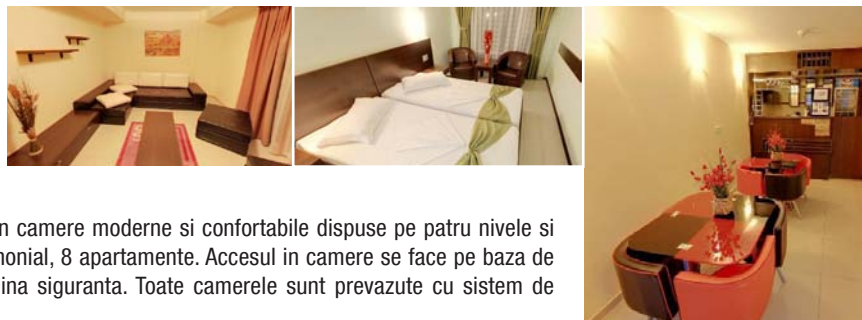 n camere moderne si confortabile dispuse pe patru nivele si
nonial, 8 apartamente. Accesul in camere se face pe baza de
ina siguranta. Toate camerele sunt prevazute cu sistem de